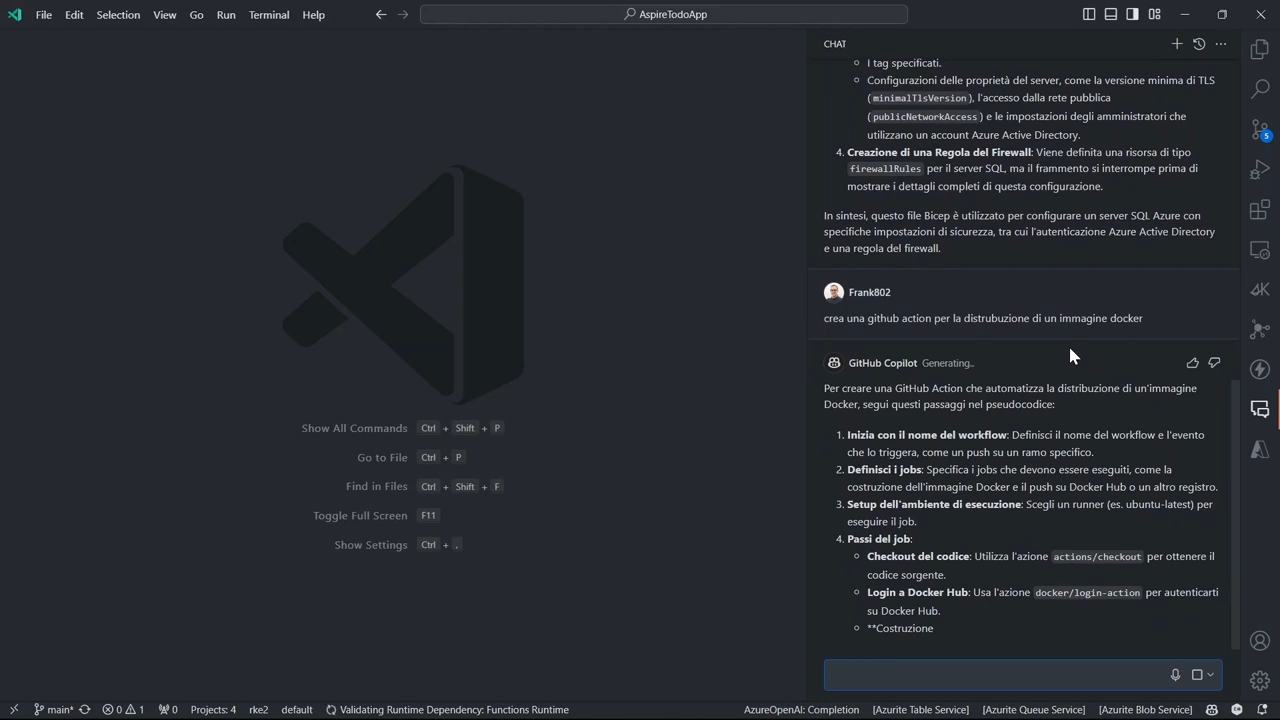 File Edit Selection View Go Run Terminal Help
AspireTodoApp
CHAT
I tag specificati.
Configurazioni delle proprietà del server, come la versione minima di TLS
(minimalTlsVersion), l'accesso dalla rete pubblica
(publicNetworkAccess) e le impostazioni degli amministratori che
utilizzano un account Azure Active Directory.
4. Creazione di una Regola del Firewall: Viene definita una risorsa di tipo
firewallRules per il server SQL, ma il frammento si interrompe prima di
mostrare i dettagli completi di questa configurazione.
In sintesi, questo file Bicep è utilizzato per configurare un server SQL Azure con
specifiche impostazioni di sicurezza, tra cui l'autenticazione Azure Active Directory
e una regola del firewall.
Frank802
crea una github action per la distrubuzione di un immagine docker
GitHub Copilot Generating..
Per creare una GitHub Action che automatizza la distribuzione di un'immagine
Docker, segui questi passaggi nel pseudocodice:
1. Inizia con il nome del workflow: Definisci il nome del workflow e l'evento
che lo triggera, come un push su un ramo specifico.
2. Definisci i jobs: Specifica i jobs che devono essere eseguiti, come la
costruzione dell'immagine Docker e il push su Docker Hub o un altro registro.
3. Setup dell'ambiente di esecuzione: Scegli un runner (es. ubuntu-latest) per
eseguire il job.
4. Passi del job:
Checkout del codice: Utilizza l'azione actions/checkout per ottenere il
codice sorgente.
Login a Docker Hub: Usa l'azione docker/login-action per autenticarti
su Docker Hub.
**Costruzione
Show All Commands Ctrl + Shift + P
Go to File Ctrl + P
Find in Files Ctrl + Shift + F
Toggle Full Screen F11
Show Settings Ctrl + ,
5
4K
main* 0 1 0 Projects: 4 rke2 default Validating Runtime Dependency: Functions Runtime AzureOpenAI: Completion [Azurite Table Service] [Azurite Queue Service] [Azurite Blob Service]